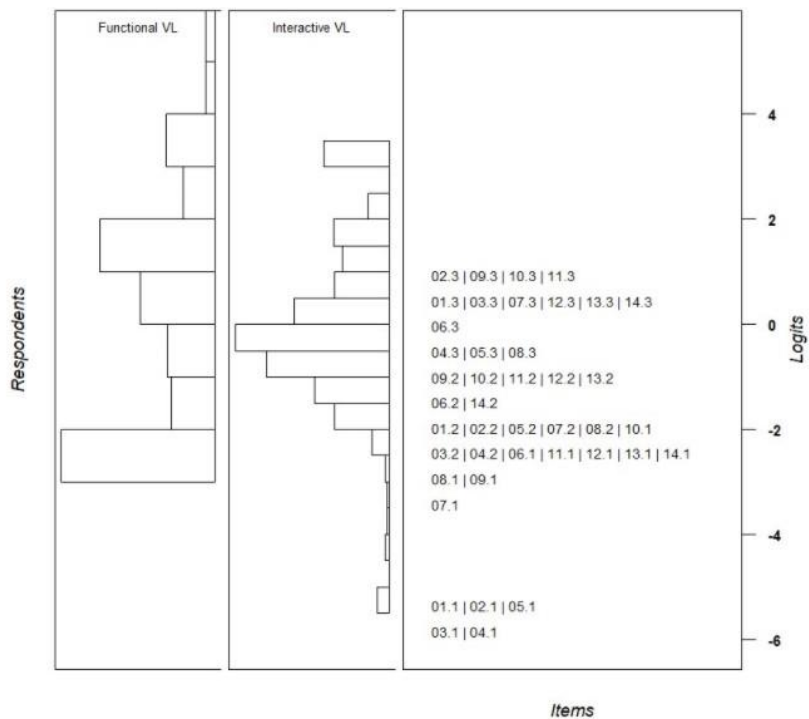 Functional VL
Interactive VL
Respondents
02.3 | 09.3 | 10.3 | 11.3
01.3 | 03.3 | 07.3 | 12.3 | 13.3 | 14.3
06.3
04.3 | 05.3 | 08.3
09.2 | 10.2 | 11.2 | 12.2 | 13.2
06.2 | 14.2
01.2 | 02.2 | 05.2 | 07.2 | 08.2 | 10.1
03.2 | 04.2 | 06.1 | 11.1 | 12.1 | 13.1 | 14.1
08.1 | 09.1
07.1
01.1 | 02.1 | 05.1
03.1 | 04.1
4
2
0
-2
-4
-6
Logits
Items